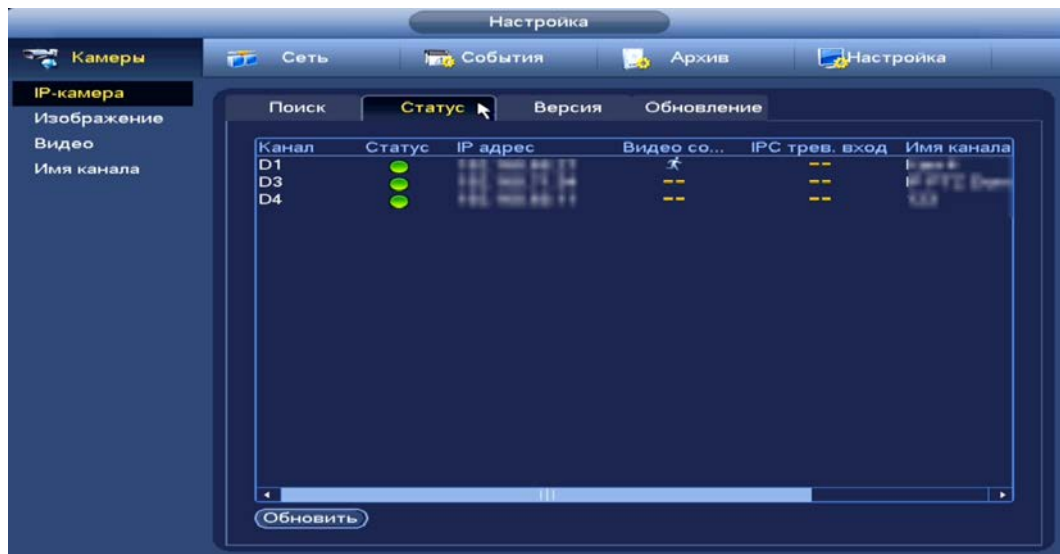 Настройка
Камеры Сеть События Архив Настройка
IP-камера
Изображение
Видео
Имя канала
Поиск Статус Версия Обновление
Канал Статус IP адрес Видео со... IPC трев. вход Имя канала
D1 --
D3 -- --
D4 -- --
Обновить